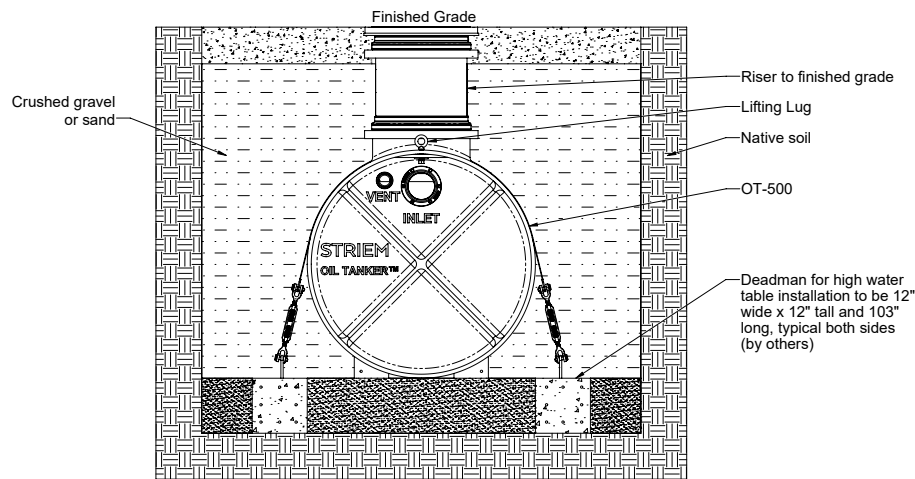 Finished Grade
Riser to finished grade
Crushed gravel
or sand
Lifting Lug
Native soil
VENT
OT-500
INLET
STRIEM
OIL TANKER™
Deadman for high water
table installation to be 12"
wide x 12" tall and 103"
long, typical both sides
(by others)